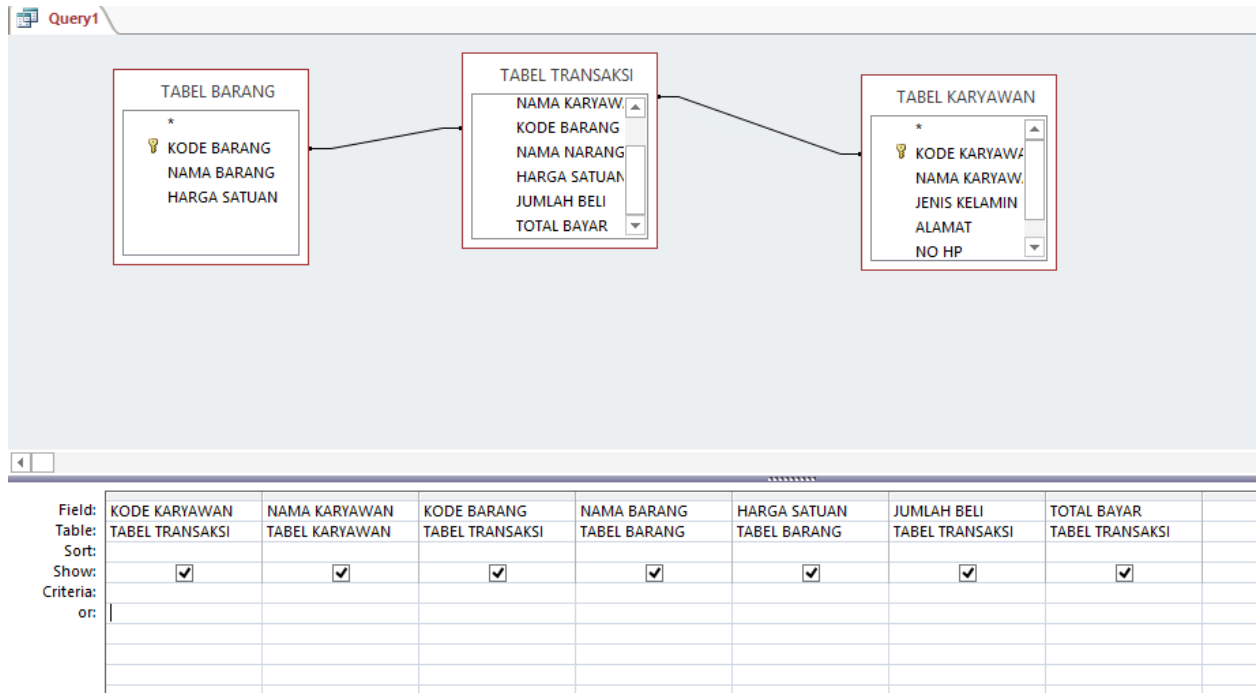 Query1
TABEL BARANG
*
KODE BARANG
NAMA BARANG
HARGA SATUAN
TABEL TRANSAKSI
NAMA KARYAW
KODE BARANG
NAMA NARANG
HARGA SATUAN
JUMLAH BELI
TOTAL BAYAR
TABEL KARYAWAN
*
KODE KARYAWA
NAMA KARYAW
JENIS KELAMIN
ALAMAT
NO HP
Field: KODE KARYAWAN NAMA KARYAWAN KODE BARANG NAMA BARANG HARGA SATUAN JUMLAH BELI TOTAL BAYAR
Table: TABEL TRANSAKSI TABEL KARYAWAN TABEL TRANSAKSI TABEL BARANG TABEL BARANG TABEL TRANSAKSI TABEL TRANSAKSI
Sort:
Show:
Criteria:
or: